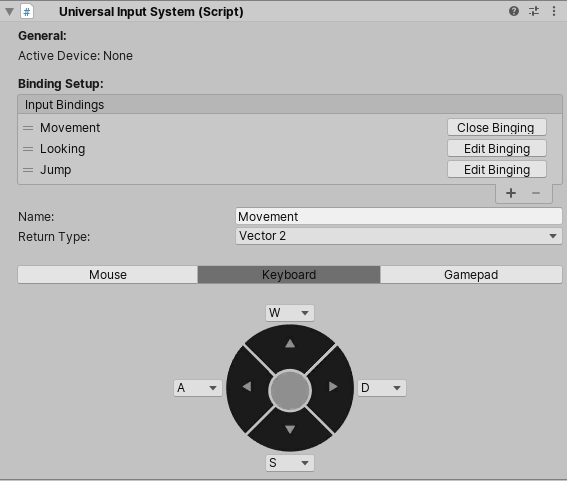 Universal Input System (Script)
General:
Active Device: None
Binding Setup:
Input Bindings
Movement Close Binging
Looking Edit Binging
Jump Edit Binging
+ −
Name: Movement
Return Type: Vector 2
Mouse Keyboard Gamepad
W
A D
S